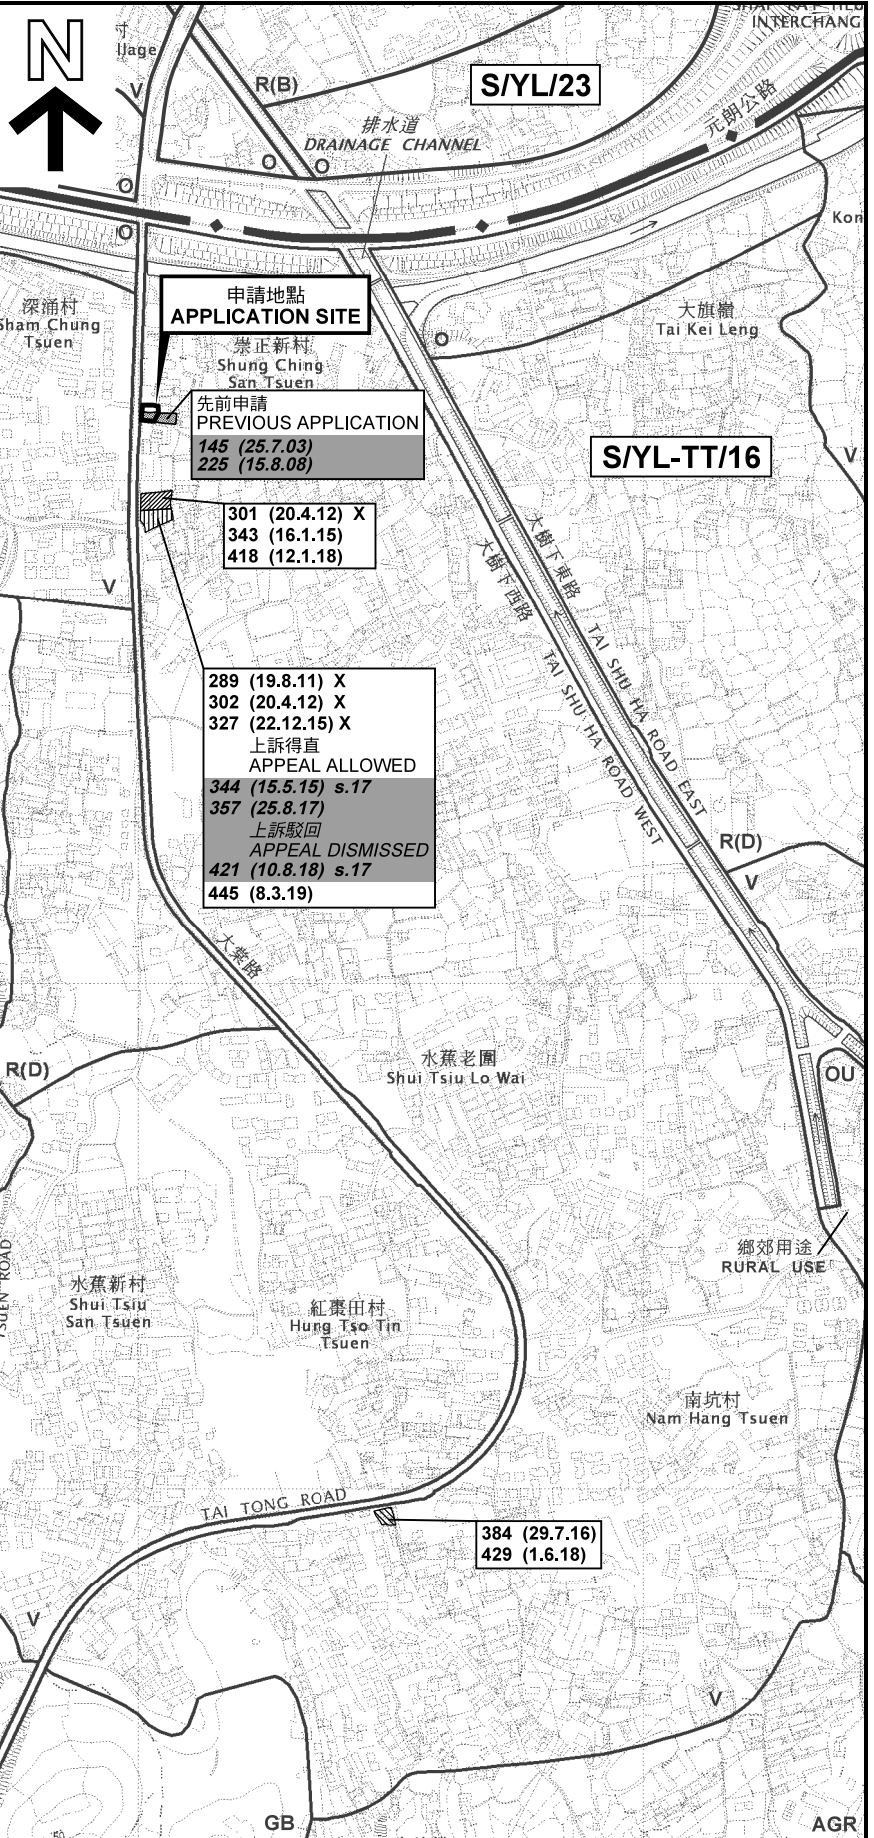 N
村
llage
V
R(B)
S/YL/23
INTERCHANG
元朗公路
排水道
DRAINAGE CHANNEL
O
O
O
O
Kon
深涌村
Sham Chung
Tsuen
申請地點
APPLICATION SITE
崇正新村
Shung Ching
San Tsuen
大旗嶺
Tai Kei Leng
O
先前申請
PREVIOUS APPLICATION
145 (25.7.03)
225 (15.8.08)
S/YL-TT/16
V
301 (20.4.12) X
343 (16.1.15)
418 (12.1.18)
大樹下東路
大樹下西路
TAI SHU HA ROAD EAST
TAI SHU HA ROAD WEST
V
289 (19.8.11) X
302 (20.4.12) X
327 (22.12.15) X
上訴得直
APPEAL ALLOWED
344 (15.5.15) s.17
357 (25.8.17)
上訴駁回
APPEAL DISMISSED
421 (10.8.18) s.17
445 (8.3.19)
R(D)
V
大棠路
水蕉老圍
Shui Tsiu Lo Wai
R(D)
OU
鄉郊用途
RURAL USE
TSUEN ROAD
水蕉新村
Shui Tsiu
San Tsuen
紅棗田村
Hung Tso Tin
Tsuen
南坑村
Nam Hang Tsuen
TAI TONG ROAD
384 (29.7.16)
429 (1.6.18)
V
V
GB
AGR
50